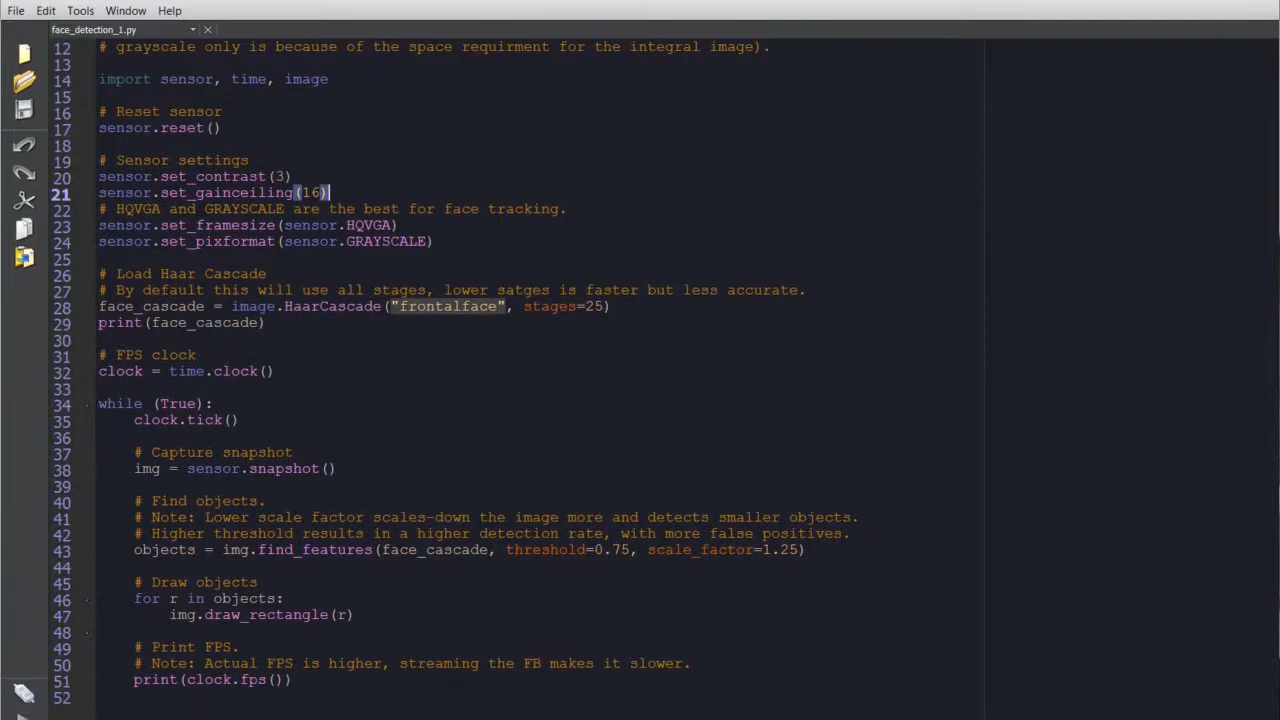 File Edit Tools Window Help
face_detection_1.py
12 # grayscale only is because of the space requirment for the integral image).
13
14 import sensor, time, image
15
16 # Reset sensor
17 sensor.reset()
18
19 # Sensor settings
20 sensor.set_contrast(3)
21 sensor.set_gainceiling(16)
22 # HQVGA and GRAYSCALE are the best for face tracking.
23 sensor.set_framesize(sensor.HQVGA)
24 sensor.set_pixformat(sensor.GRAYSCALE)
25
26 # Load Haar Cascade
27 # By default this will use all stages, lower satges is faster but less accurate.
28 face_cascade = image.HaarCascade("frontalface", stages=25)
29 print(face_cascade)
30
31 # FPS clock
32 clock = time.clock()
33
34 while (True):
35 clock.tick()
36
37 # Capture snapshot
38 img = sensor.snapshot()
39
40 # Find objects.
41 # Note: Lower scale factor scales-down the image more and detects smaller objects.
42 # Higher threshold results in a higher detection rate, with more false positives.
43 objects = img.find_features(face_cascade, threshold=0.75, scale_factor=1.25)
44
45 # Draw objects
46 for r in objects:
47 img.draw_rectangle(r)
48
49 # Print FPS.
50 # Note: Actual FPS is higher, streaming the FB makes it slower.
51 print(clock.fps())
52